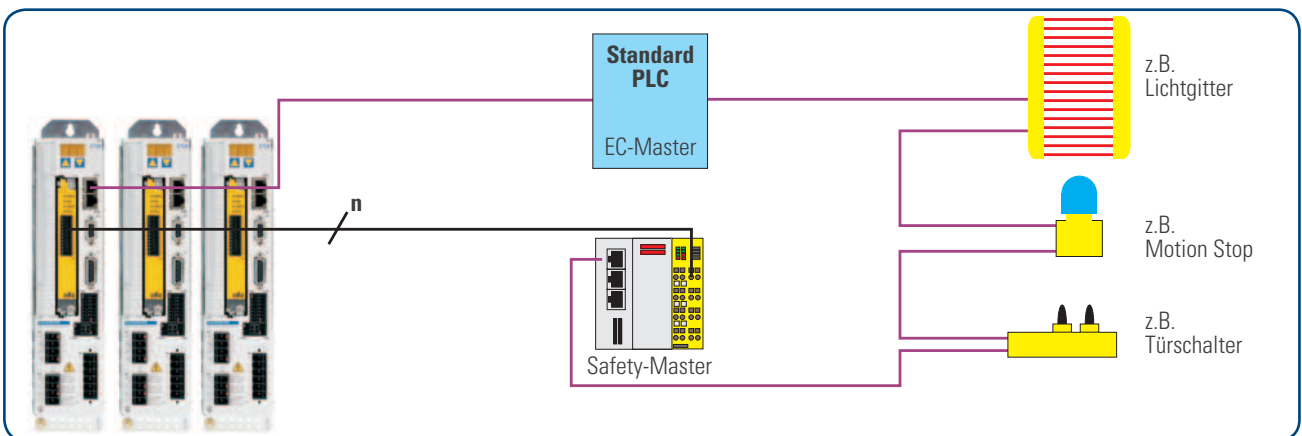 Standard
PLC
EC-Master
z.B.
Lichtgitter
n
z.B.
Motion Stop
Safety-Master
z.B.
Türschalter